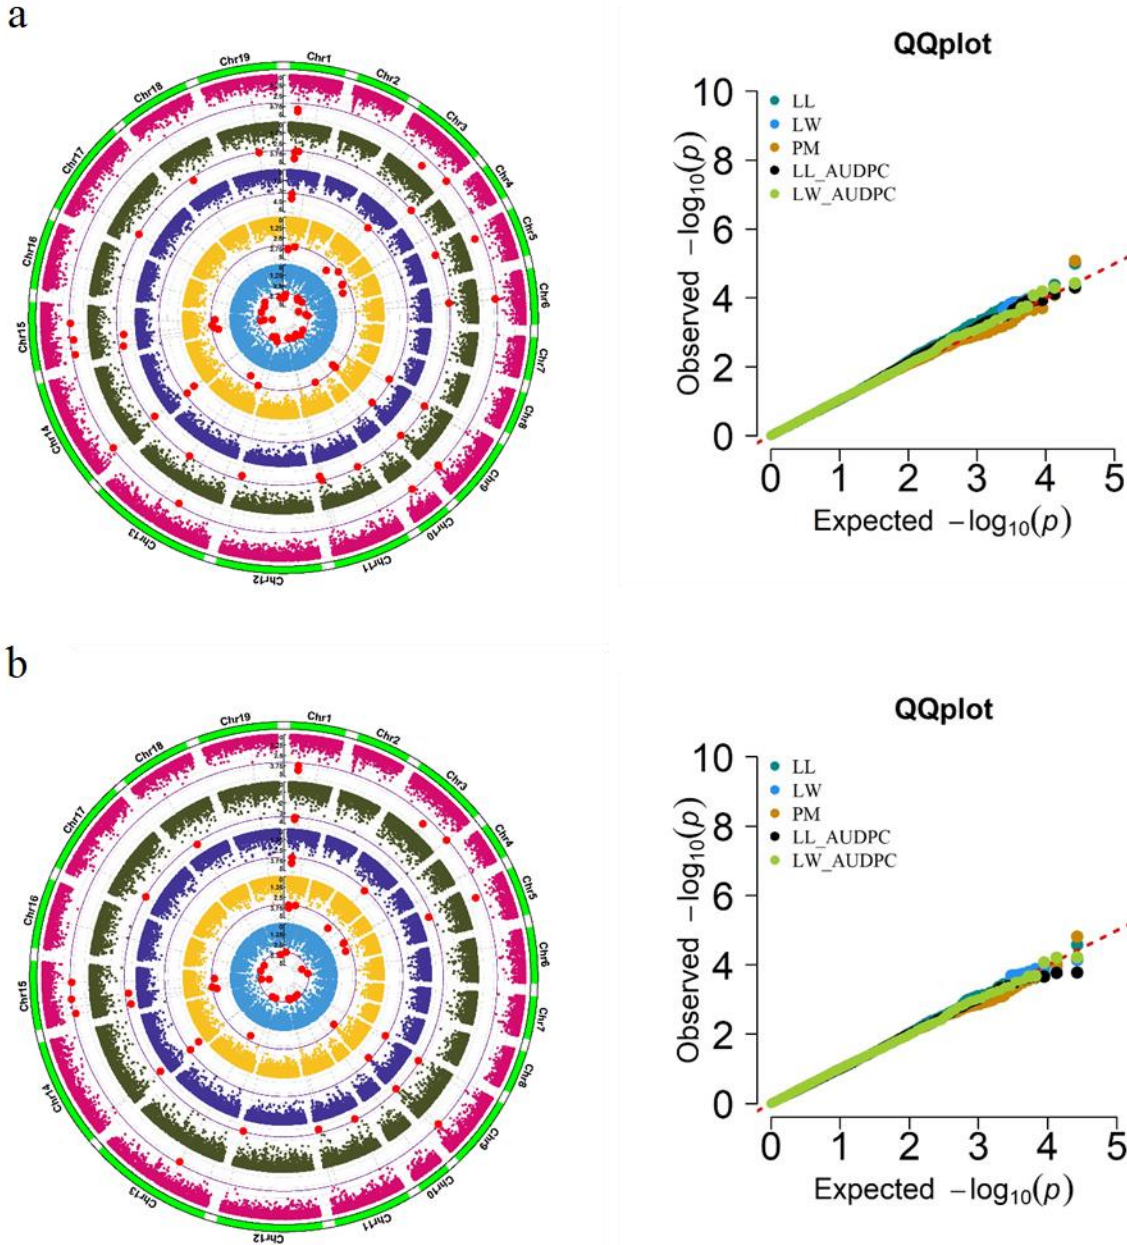 a
Chr1
Chr2
Chr3
Chr4
Chr5
Chr6
Chr7
Chr8
Chr9
Chr10
Chr11
Chr12
Chr13
Chr14
Chr15
Chr16
Chr17
Chr18
Chr19
QQplot
LL
LW
PM
LL_AUDPC
LW_AUDPC
10
8
6
4
2
0
Observed −log10(p)
0 1 2 3 4 5
Expected −log10(p)
b
Chr1
Chr2
Chr3
Chr4
Chr5
Chr6
Chr7
Chr8
Chr9
Chr10
Chr11
Chr12
Chr13
Chr14
Chr15
Chr16
Chr17
Chr18
Chr19
QQplot
LL
LW
PM
LL_AUDPC
LW_AUDPC
10
8
6
4
2
0
Observed −log10(p)
0 1 2 3 4 5
Expected −log10(p)